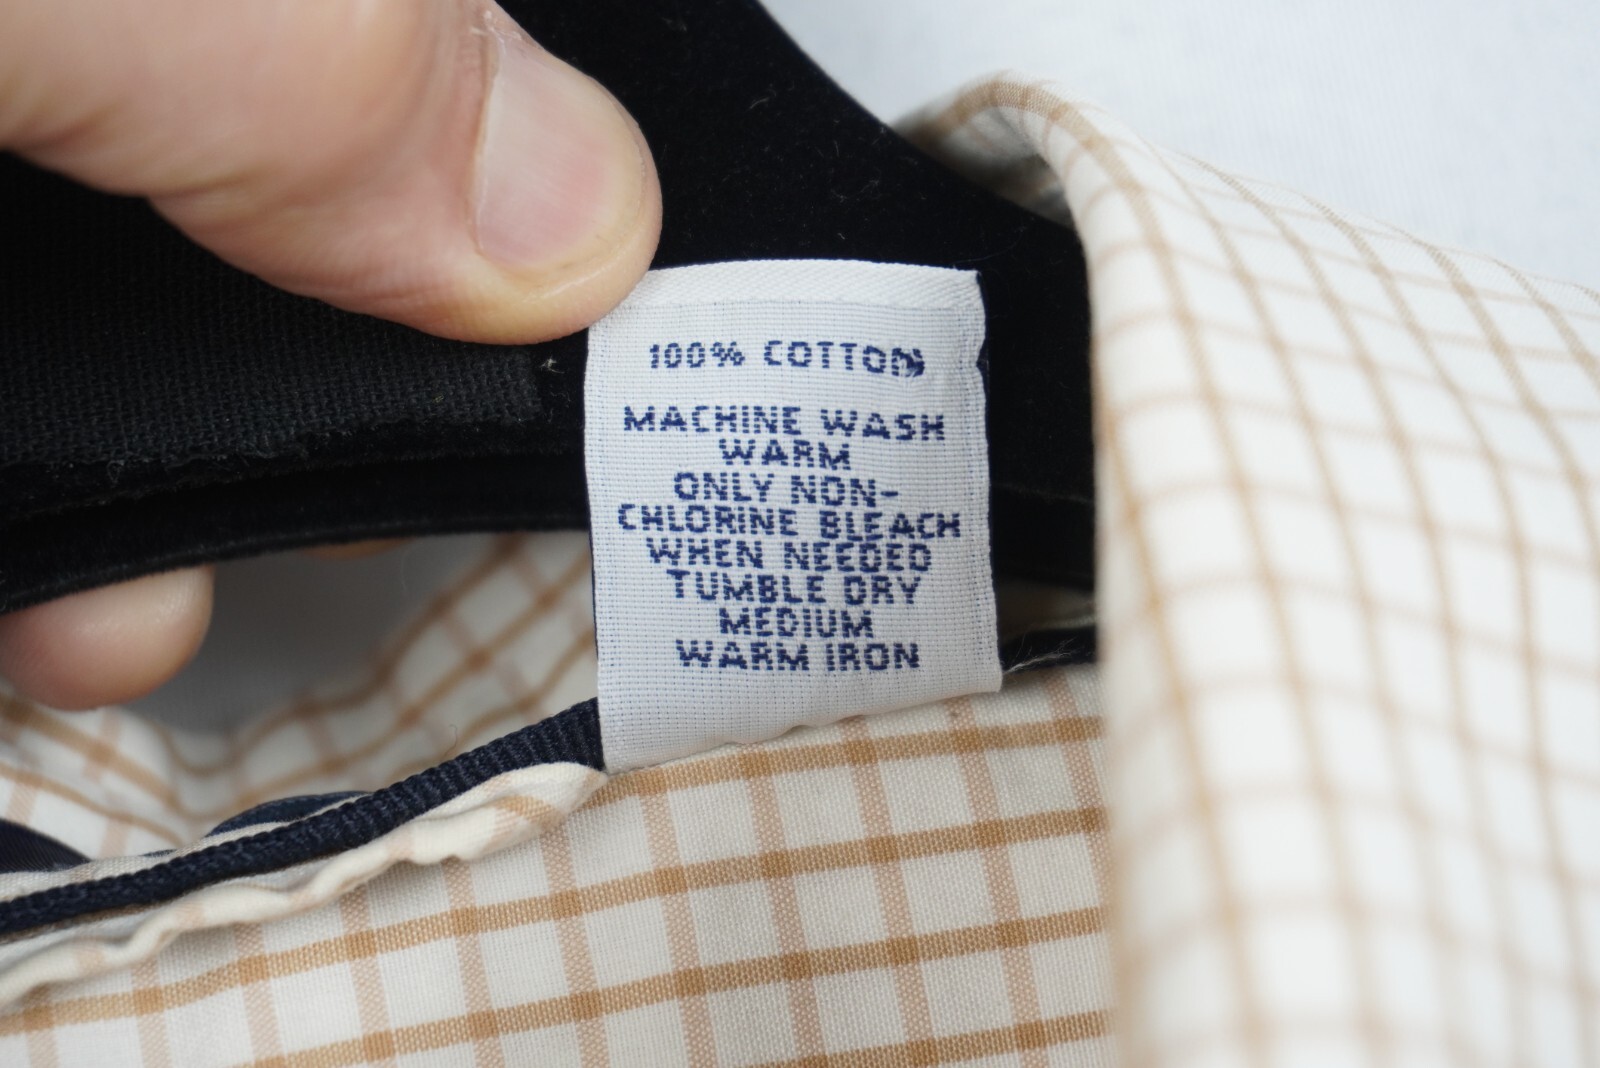 100% COTTON
MACHINE WASH
WARM
ONLY NON-
CHLORINE BLEACH
WHEN NEEDED
TUMBLE DRY
MEDIUM
WARM IRON